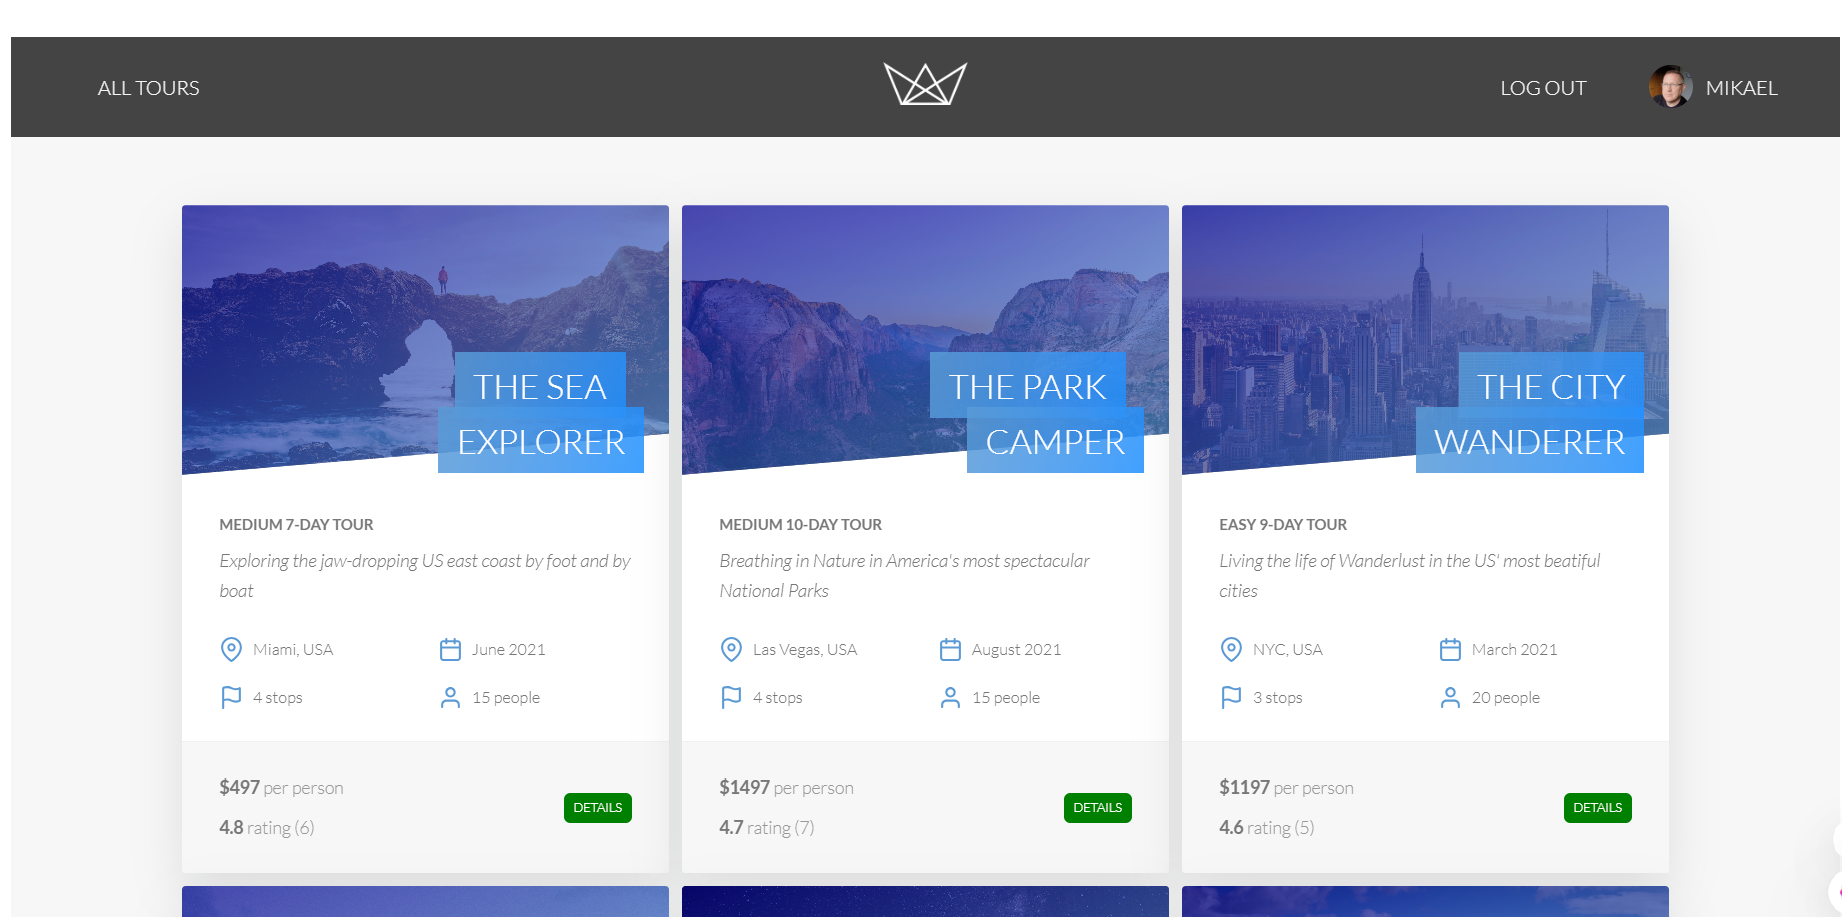 ALL TOURS
LOG OUT
MIKAEL
THE SEA
EXPLORER
MEDIUM 7-DAY TOUR
Exploring the jaw-dropping US east coast by foot and by
boat
Miami, USA
June 2021
4 stops
15 people
$497 per person
4.8 rating (6)
DETAILS
THE PARK
CAMPER
MEDIUM 10-DAY TOUR
Breathing in Nature in America's most spectacular
National Parks
Las Vegas, USA
August 2021
4 stops
15 people
$1497 per person
4.7 rating (7)
DETAILS
THE CITY
WANDERER
EASY 9-DAY TOUR
Living the life of Wanderlust in the US' most beatiful
cities
NYC, USA
March 2021
3 stops
20 people
$1197 per person
4.6 rating (5)
DETAILS